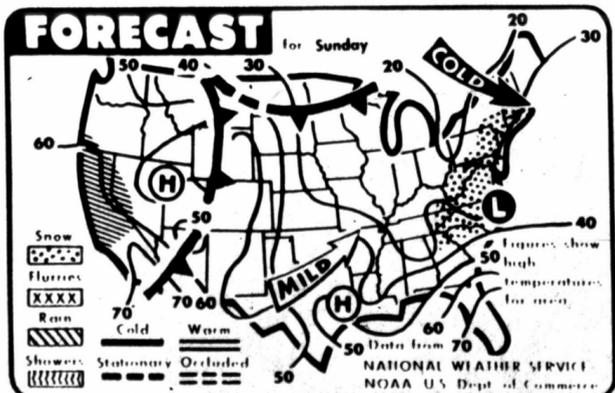 FORECAST for Sunday
20
30
50 40 30 20
COLD
60
H
L
50
40
Snow
Figures show
50 high
Flurries
temperatures
XXXX
MILD
for area
Rain
H
70 70 60
60
Cold Warm
50 Data from 70
Showers Stationary Occluded
50
NATIONAL WEATHER SERVICE
NOAA U S Dept of Commerce